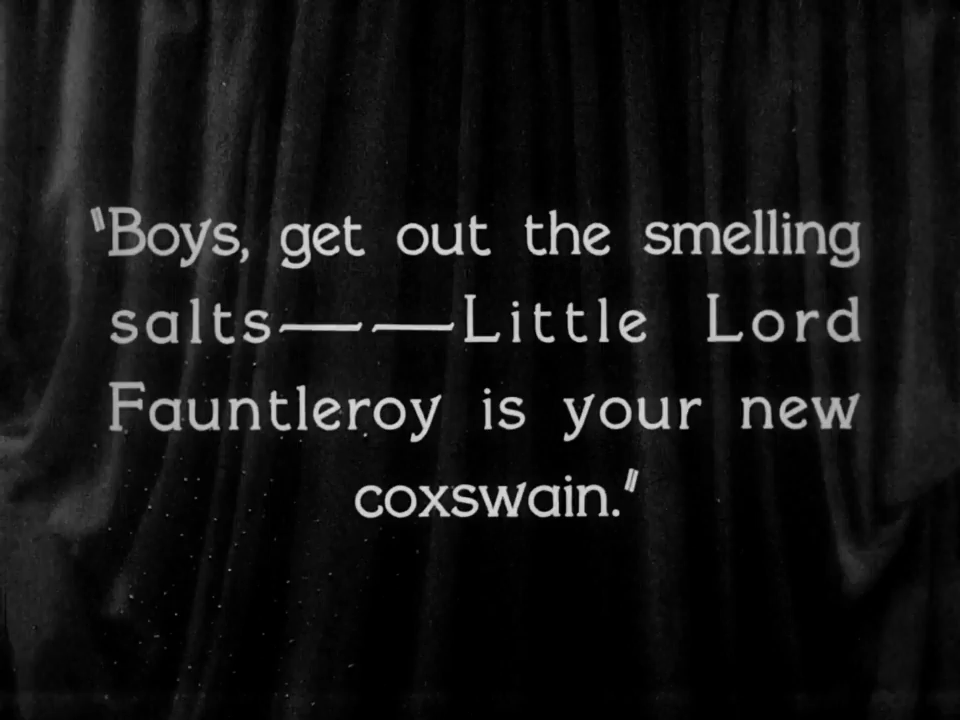 "Boys, get out the smelling
salts——Little Lord
Fauntleroy is your new
coxswain."